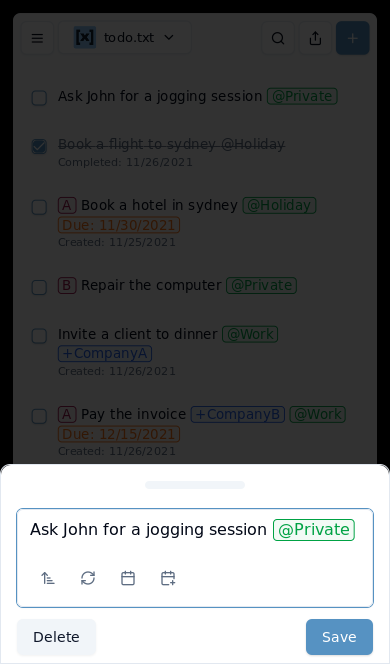 [x] todo.txt
Ask John for a jogging session @Private
Book a flight to sydney @Holiday
Completed: 11/26/2021
A Book a hotel in sydney @Holiday
Due: 11/30/2021
Created: 11/25/2021
B Repair the computer @Private
Invite a client to dinner @Work
+CompanyA
Created: 11/26/2021
A Pay the invoice +CompanyB @Work
Due: 12/15/2021
Created: 11/26/2021
Ask John for a jogging session @Private
Delete Save